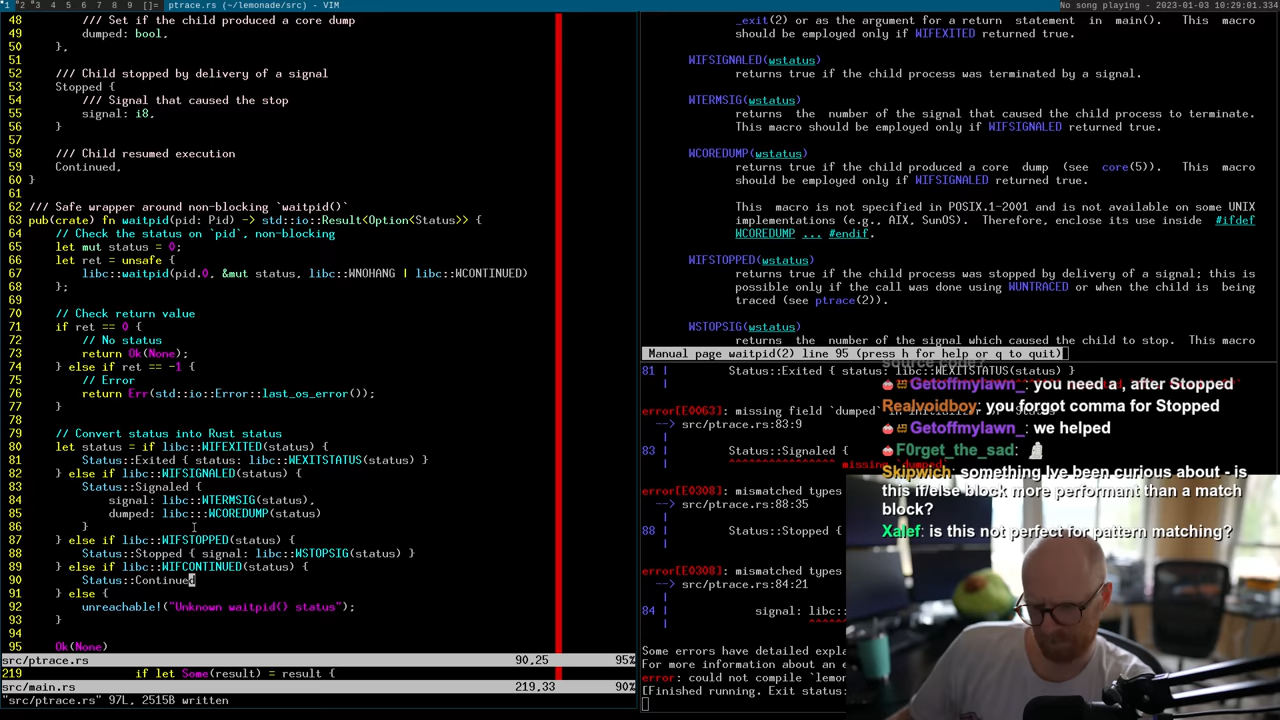 1 2 3 4 5 6 7 8 9 []= ptrace.rs (~/lemonade/src) - VIM
No song playing - 2023-01-03 10:29:01.334
48 /// Set if the child produced a core dump
49 dumped: bool,
50 },
51
52 /// Child stopped by delivery of a signal
53 Stopped {
54 /// Signal that caused the stop
55 signal: i8,
56 }
57
58 /// Child resumed execution
59 Continued,
60 }
61
62 /// Safe wrapper around non-blocking `waitpid()`
63 pub(crate) fn waitpid(pid: Pid) -> std::io::Result<Option<Status>> {
64 // Check the status on `pid`, non-blocking
65 let mut status = 0;
66 let ret = unsafe {
67 libc::waitpid(pid.0, &mut status, libc::WNOHANG | libc::WCONTINUED)
68 };
69
70 // Check return value
71 if ret == 0 {
72 // No status
73 return Ok(None);
74 } else if ret == -1 {
75 // Error
76 return Err(std::io::Error::last_os_error());
77 }
78
79 // Convert status into Rust status
80 let status = if libc::WIFEXITED(status) {
81 Status::Exited { status: libc::WEXITSTATUS(status) }
82 } else if libc::WIFSIGNALED(status) {
83 Status::Signaled {
84 signal: libc::WTERMSIG(status),
85 dumped: libc:::WCOREDUMP(status)
86 }
87 } else if libc::WIFSTOPPED(status) {
88 Status::Stopped { signal: libc::WSTOPSIG(status) }
89 } else if libc::WIFCONTINUED(status) {
90 Status::Continued
91 } else {
92 unreachable!("Unknown waitpid() status");
93 }
94
95 Ok(None)
src/ptrace.rs 90,25 95%
219 if let Some(result) = result {
src/main.rs 219,33 90%
"src/ptrace.rs" 97L, 2515B written
_exit(2) or as the argument for a return statement in main(). This macro
should be employed only if WIFEXITED returned true.
WIFSIGNALED(wstatus)
returns true if the child process was terminated by a signal.
WTERMSIG(wstatus)
returns the number of the signal that caused the child process to terminate.
This macro should be employed only if WIFSIGNALED returned true.
WCOREDUMP(wstatus)
returns true if the child produced a core dump (see core(5)). This macro
should be employed only if WIFSIGNALED returned true.
This macro is not specified in POSIX.1-2001 and is not available on some UNIX
implementations (e.g., AIX, SunOS). Therefore, enclose its use inside #ifdef
WCOREDUMP ... #endif.
WIFSTOPPED(wstatus)
returns true if the child process was stopped by delivery of a signal; this is
possible only if the call was done using WUNTRACED or when the child is being
traced (see ptrace(2)).
WSTOPSIG(wstatus)
returns the number of the signal which caused the child to stop. This macro
Manual page waitpid(2) line 95 (press h for help or q to quit)
81 | Status::Exited { status: libc::WEXITSTATUS(status) }
error[E0063]: missing field `dumped` in initializer of
--> src/ptrace.rs:83:9
83 | Status::Signaled {
^^^^^^^^^^^^^^^^ missing `dumped`
error[E0308]: mismatched types
--> src/ptrace.rs:88:35
88 | Status::Stopped {
error[E0308]: mismatched types
--> src/ptrace.rs:84:21
84 | signal: libc::
Some errors have detailed
For more information about an
error: could not compile
[Finished running. Exit status:
source code?
Getoffmylawn_: you need a , after Stopped
Realvoidboy: you forgot comma for Stopped
Getoffmylawn_: we helped
F0rget_the_sad:
Skipwich: something Ive been curious about - is
this if/else block more performant than a match
block?
Xalef: is this not perfect for pattern matching?